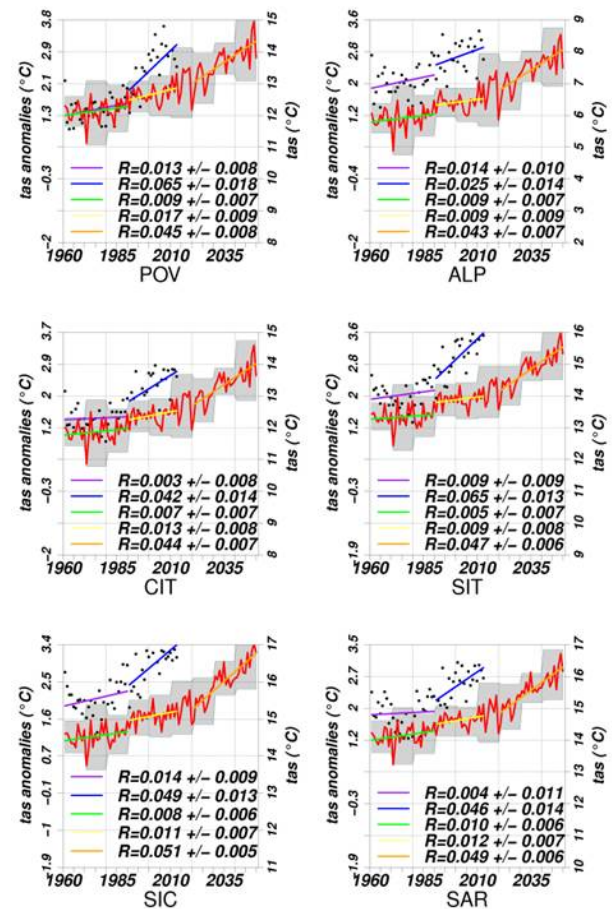 tas anomalies (°C)
3.8
2.8
2.1
1.3
−0.4
−2
R=0.013 +/− 0.008
R=0.065 +/− 0.018
R=0.009 +/− 0.007
R=0.017 +/− 0.009
R=0.045 +/− 0.008
15
14
13
12
11
10
9
8
tas (°C)
1960 1985 2010 2035
POV
tas anomalies (°C)
3.8
2.8
2
1.2
−0.3
−2
R=0.014 +/− 0.010
R=0.025 +/− 0.014
R=0.009 +/− 0.007
R=0.009 +/− 0.009
R=0.043 +/− 0.007
9
8
7
6
5
4
3
2
tas (°C)
1960 1985 2010 2035
ALP
tas anomalies (°C)
3.7
2.8
2
1.2
−0.3
−2
R=0.003 +/− 0.008
R=0.042 +/− 0.014
R=0.007 +/− 0.007
R=0.013 +/− 0.008
R=0.044 +/− 0.007
15
14
13
12
11
10
9
8
tas (°C)
1960 1985 2010 2035
CIT
tas anomalies (°C)
3.6
2.8
2
1.2
−0.3
−1.9
R=0.009 +/− 0.009
R=0.065 +/− 0.013
R=0.005 +/− 0.007
R=0.009 +/− 0.008
R=0.047 +/− 0.006
16
15
14
13
12
11
10
9
tas (°C)
1960 1985 2010 2035
SIT
tas anomalies (°C)
3.4
2.5
1.6
0.7
−0.1
−1
−1.9
R=0.014 +/− 0.009
R=0.049 +/− 0.013
R=0.008 +/− 0.006
R=0.011 +/− 0.007
R=0.051 +/− 0.005
17
16
15
14
13
12
11
tas (°C)
1960 1985 2010 2035
SIC
tas anomalies (°C)
3.5
2.7
2
1.2
−0.3
−1.9
R=0.004 +/− 0.011
R=0.046 +/− 0.014
R=0.010 +/− 0.006
R=0.012 +/− 0.007
R=0.049 +/− 0.006
17
16
15
14
13
12
11
10
tas (°C)
1960 1985 2010 2035
SAR